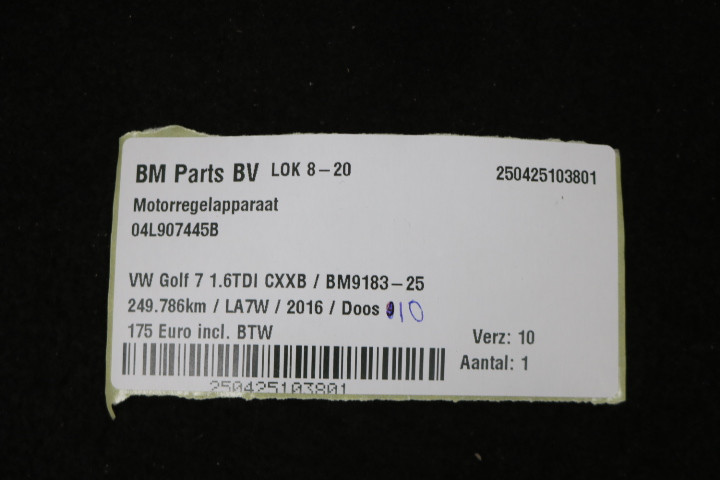 BM Parts BV LOK 8-20 250425103801
Motorregelapparaat
04L907445B
VW Golf 7 1.6TDI CXXB / BM9183-25
249.786km / LA7W / 2016 / Doos 10
175 Euro incl. BTW
Verz: 10
Aantal: 1
250425103801